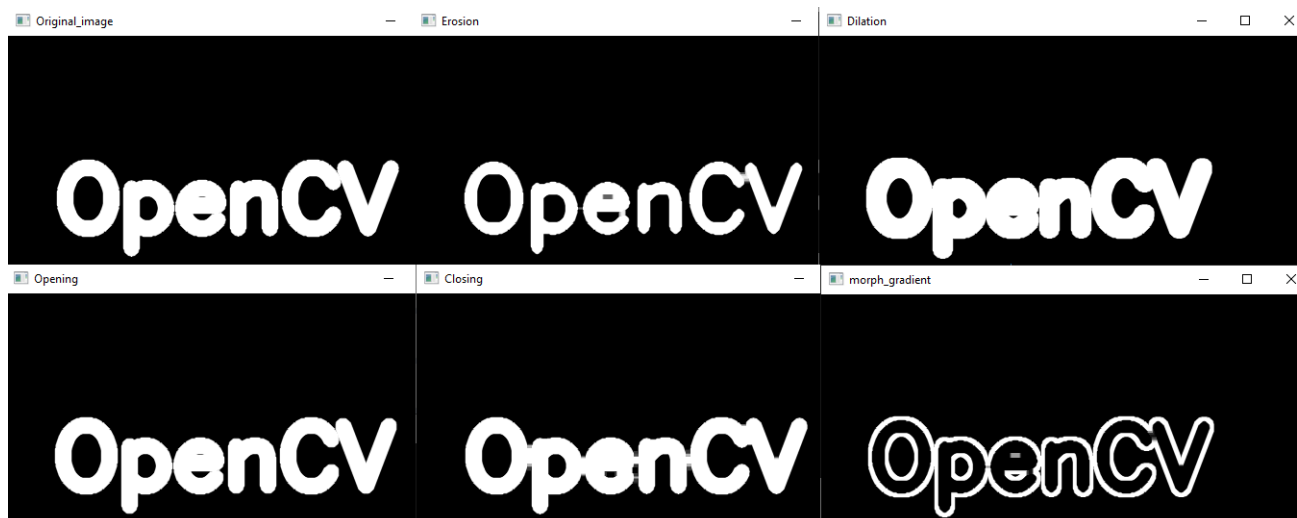 Original_image
Erosion
Dilation
OpenCV
OpenCV
OpenCV
Opening
Closing
morph_gradient
OpenCV
OpenCV
OpenCV